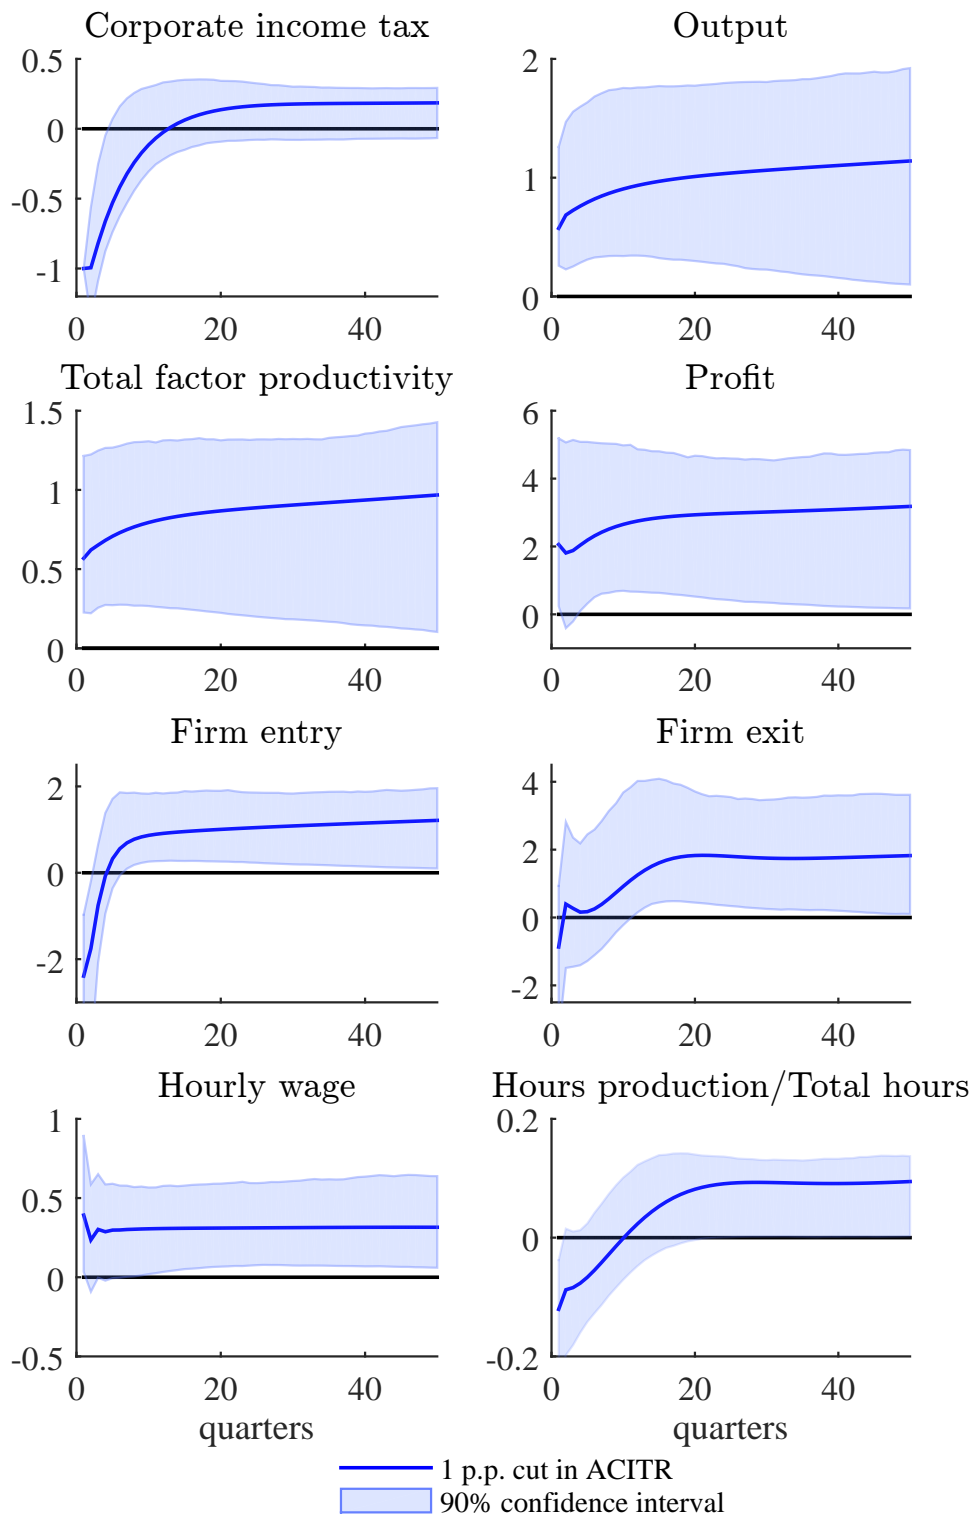 Corporate income tax
Output
0.5
0
-0.5
-1
0 20 40
2
1
0
0 20 40
Total factor productivity
Profit
1.5
1
0.5
0
0 20 40
6
4
2
0
0 20 40
Firm entry
Firm exit
2
0
-2
0 20 40
4
2
0
-2
0 20 40
Hourly wage
Hours production/Total hours
1
0.5
0
-0.5
0 20 40
quarters
0.2
0
-0.2
0 20 40
quarters
1 p.p. cut in ACITR
90% confidence interval